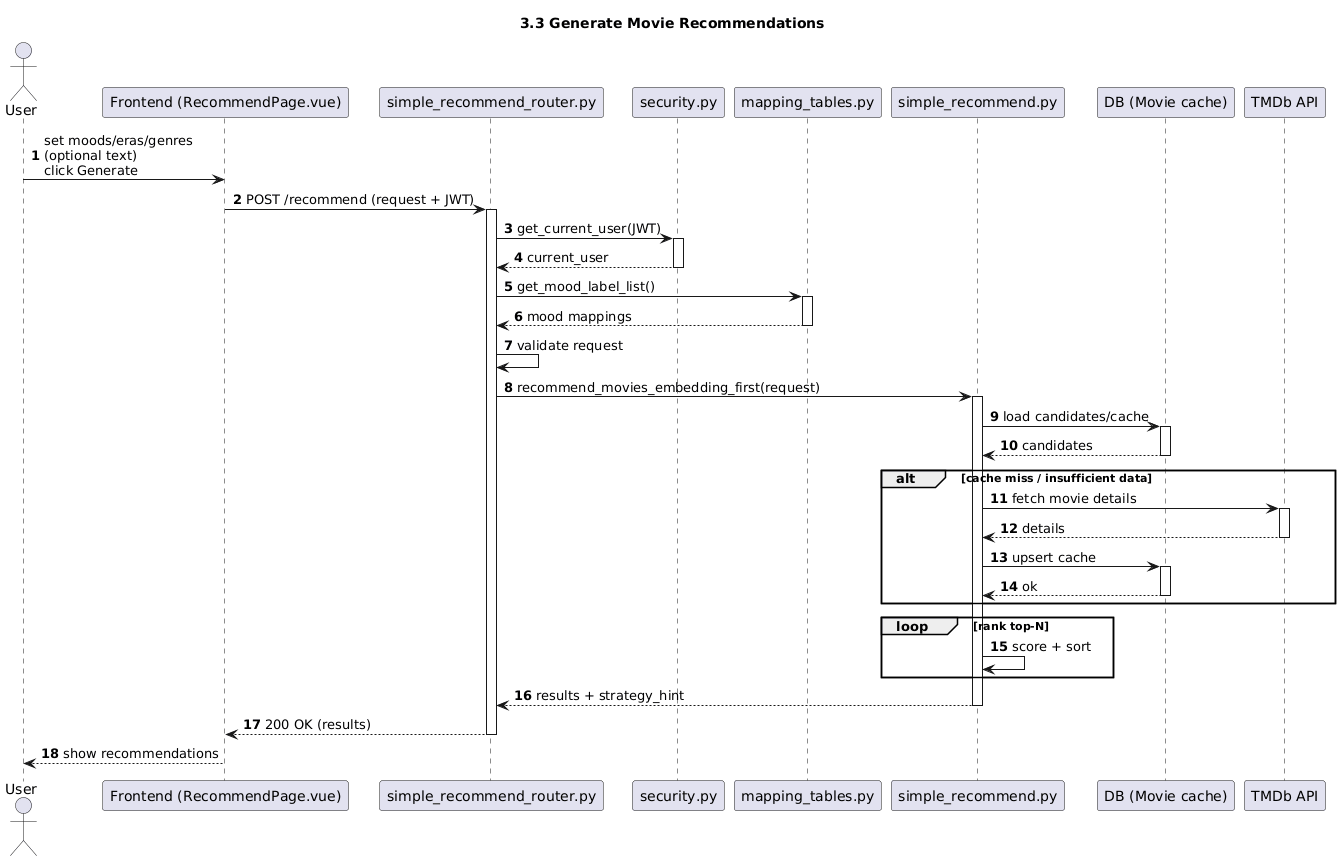 3.3 Generate Movie Recommendations
User
Frontend (RecommendPage.vue)
simple_recommend_router.py
security.py
mapping_tables.py
simple_recommend.py
DB (Movie cache)
TMDb API
set moods/eras/genres
1 (optional text)
click Generate
2 POST /recommend (request + JWT)
3 get_current_user(JWT)
4 current_user
5 get_mood_label_list()
6 mood mappings
7 validate request
8 recommend_movies_embedding_first(request)
9 load candidates/cache
10 candidates
alt [cache miss / insufficient data]
11 fetch movie details
12 details
13 upsert cache
14 ok
loop [rank top-N]
15 score + sort
16 results + strategy_hint
17 200 OK (results)
18 show recommendations
User
Frontend (RecommendPage.vue)
simple_recommend_router.py
security.py
mapping_tables.py
simple_recommend.py
DB (Movie cache)
TMDb API